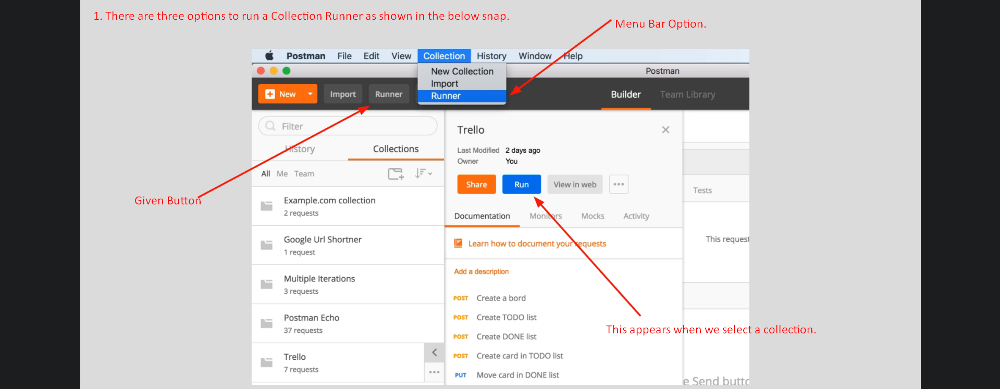 1. There are three options to run a Collection Runner as shown in the below snap.
Menu Bar Option.
Postman File Edit View Collection History Window Help
New Collection
Import
Runner
Postman
New Import Runner
Builder Team Library
Filter
History Collections
All Me Team
Given Button
Example.com collection
2 requests
Google Url Shortner
1 request
Multiple Iterations
3 requests
Postman Echo
37 requests
Trello
7 requests
Trello
Last Modified 2 days ago
Owner You
Share Run View in web
Documentation Monitors Mocks Activity
Learn how to document your requests
Add a description
POST Create a bord
POST Create TODO list
POST Create DONE list
POST Create card in TODO list
PUT Move card in DONE list
Tests
This request
This appears when we select a collection.
e Send butto